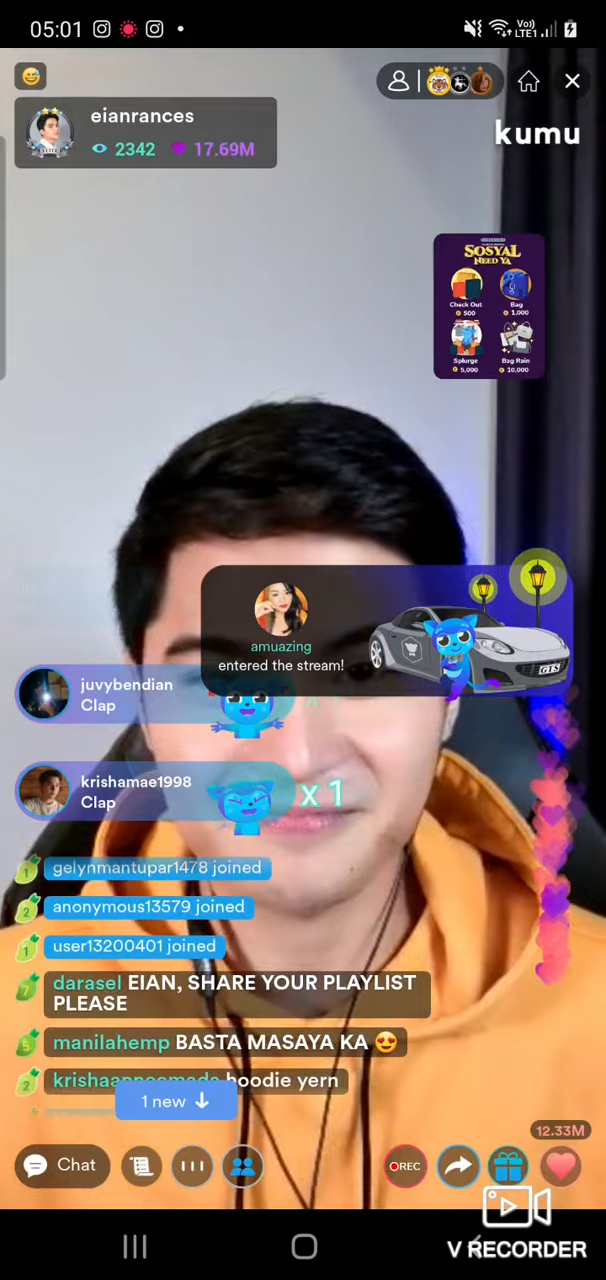 05:01
Vo))
LTE1
eianrances
2342 17.69M
kumu
SOSYAL
NEED YA
Check Out
500
Bag
1,000
Splurge
5,000
Bag Rain
10,000
amuazing
entered the stream!
GTS
juvybendian
Clap
krishamae1998
Clap
x 1
1 gelynmantupar1478 joined
2 anonymous13579 joined
1 user13200401 joined
7 darasel EIAN, SHARE YOUR PLAYLIST
PLEASE
5 manilahemp BASTA MASAYA KA 😍
2 hoodie yern
1 new ↓
12.33M
Chat
REC
V RECORDER